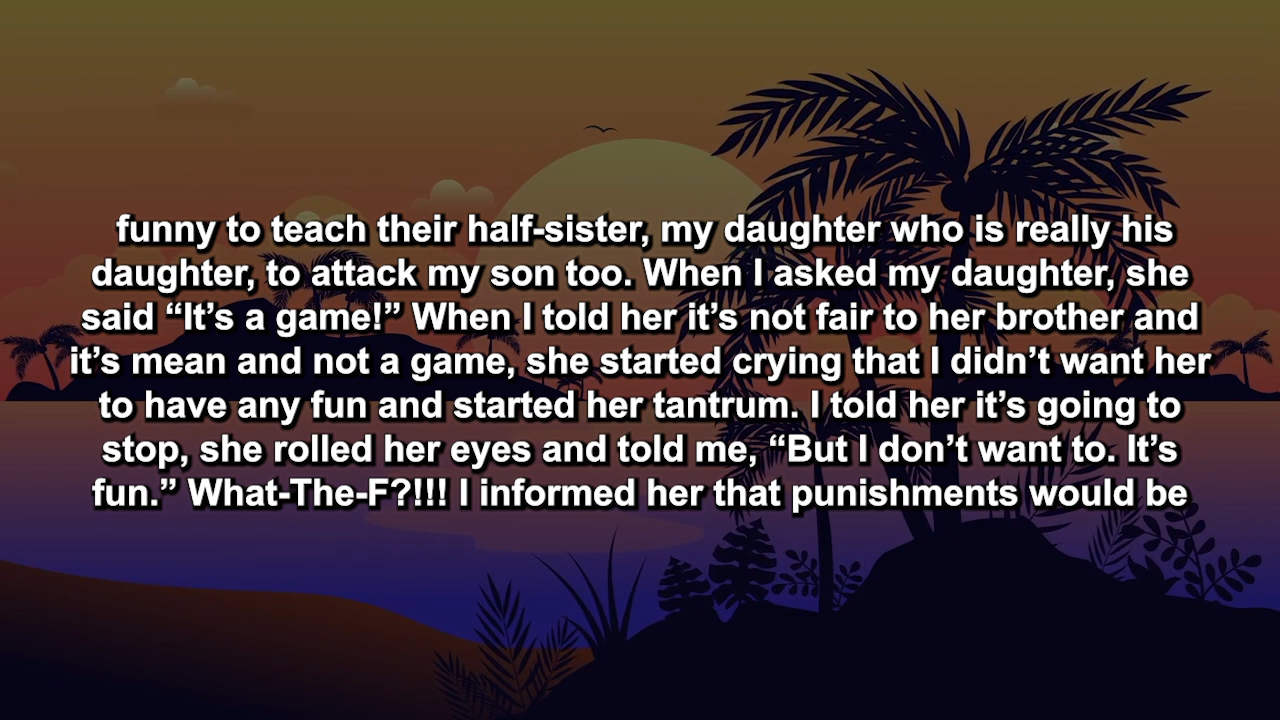 funny to teach their half-sister, my daughter who is really his
daughter, to attack my son too. When I asked my daughter, she
said “It’s a game!” When I told her it’s not fair to her brother and
it’s mean and not a game, she started crying that I didn’t want her
to have any fun and started her tantrum. I told her it’s going to
stop, she rolled her eyes and told me, “But I don’t want to. It’s
fun.” What-The-F?!!! I informed her that punishments would be